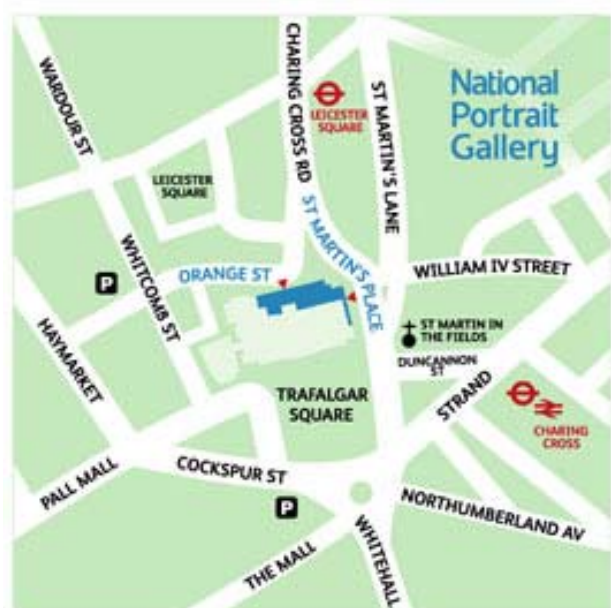 WARDOUR ST
CHARING CROSS RD
LEICESTER
SQUARE
ST MARTIN'S LANE
National
Portrait
Gallery
LEICESTER
SQUARE
WHITCOMB ST
ORANGE ST
ST MARTIN'S PLACE
WILLIAM IV STREET
P
HAYMARKET
ST MARTIN IN
THE FIELDS
DUNCANNON
ST
TRAFALGAR
SQUARE
STRAND
CHARING
CROSS
PALL MALL
COCKSPUR ST
P
NORTHUMBERLAND AV
THE MALL
WHITEHALL